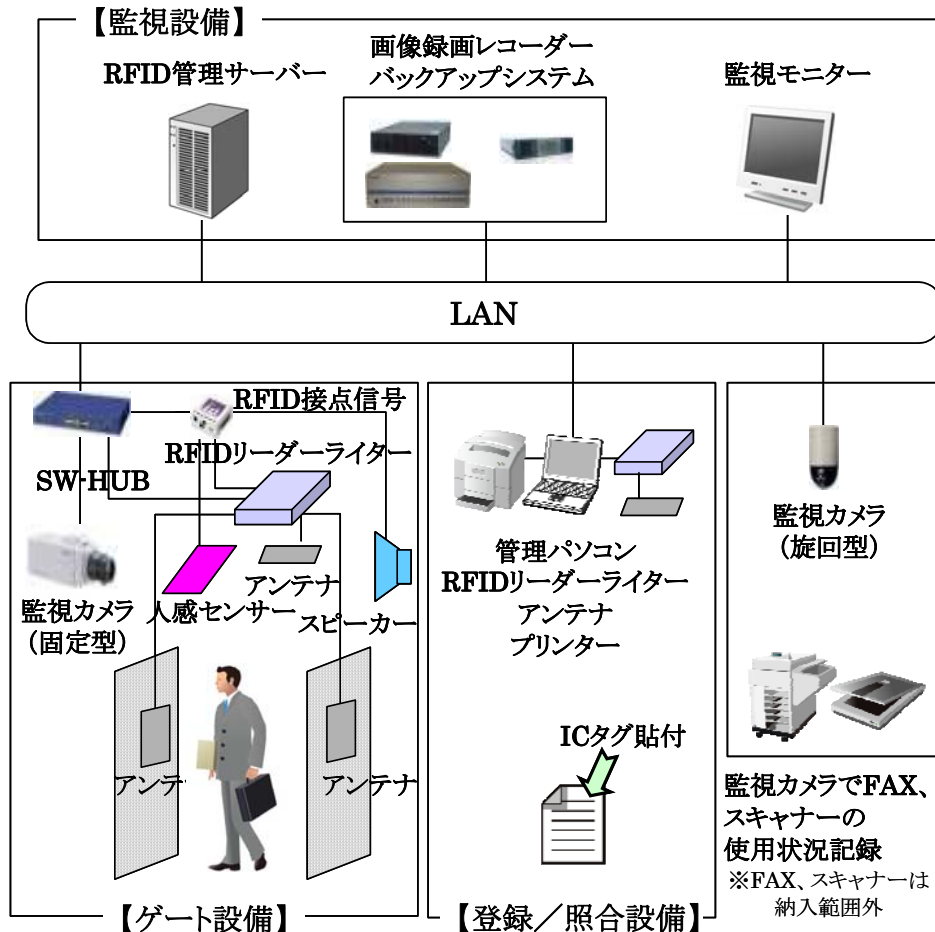 【監視設備】
RFID管理サーバー
画像録画レコーダー
バックアップシステム
監視モニター
LAN
RFID接点信号
RFIDリーダーライター
SW-HUB
アンテナ
人感センサー
スピーカー
監視カメラ
（固定型）
アンテ
アンテナ
【ゲート設備】
管理パソコン
RFIDリーダーライター
アンテナ
プリンター
ICタグ貼付
【登録／照合設備】
監視カメラ
（旋回型）
監視カメラでFAX、
スキャナーの
使用状況記録
※FAX、スキャナーは
納入範囲外